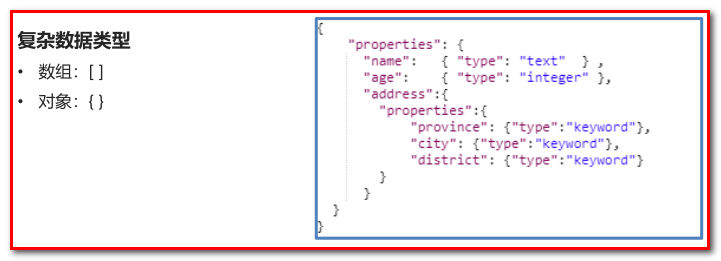 复杂数据类型
• 数组：[ ]
• 对象：{ }
{
"properties": {
"name": { "type": "text" } ,
"age": { "type": "integer" },
"address":{
"properties":{
"province": {"type":"keyword"},
"city": {"type":"keyword"},
"district": {"type":"keyword"}
}
}
}
}